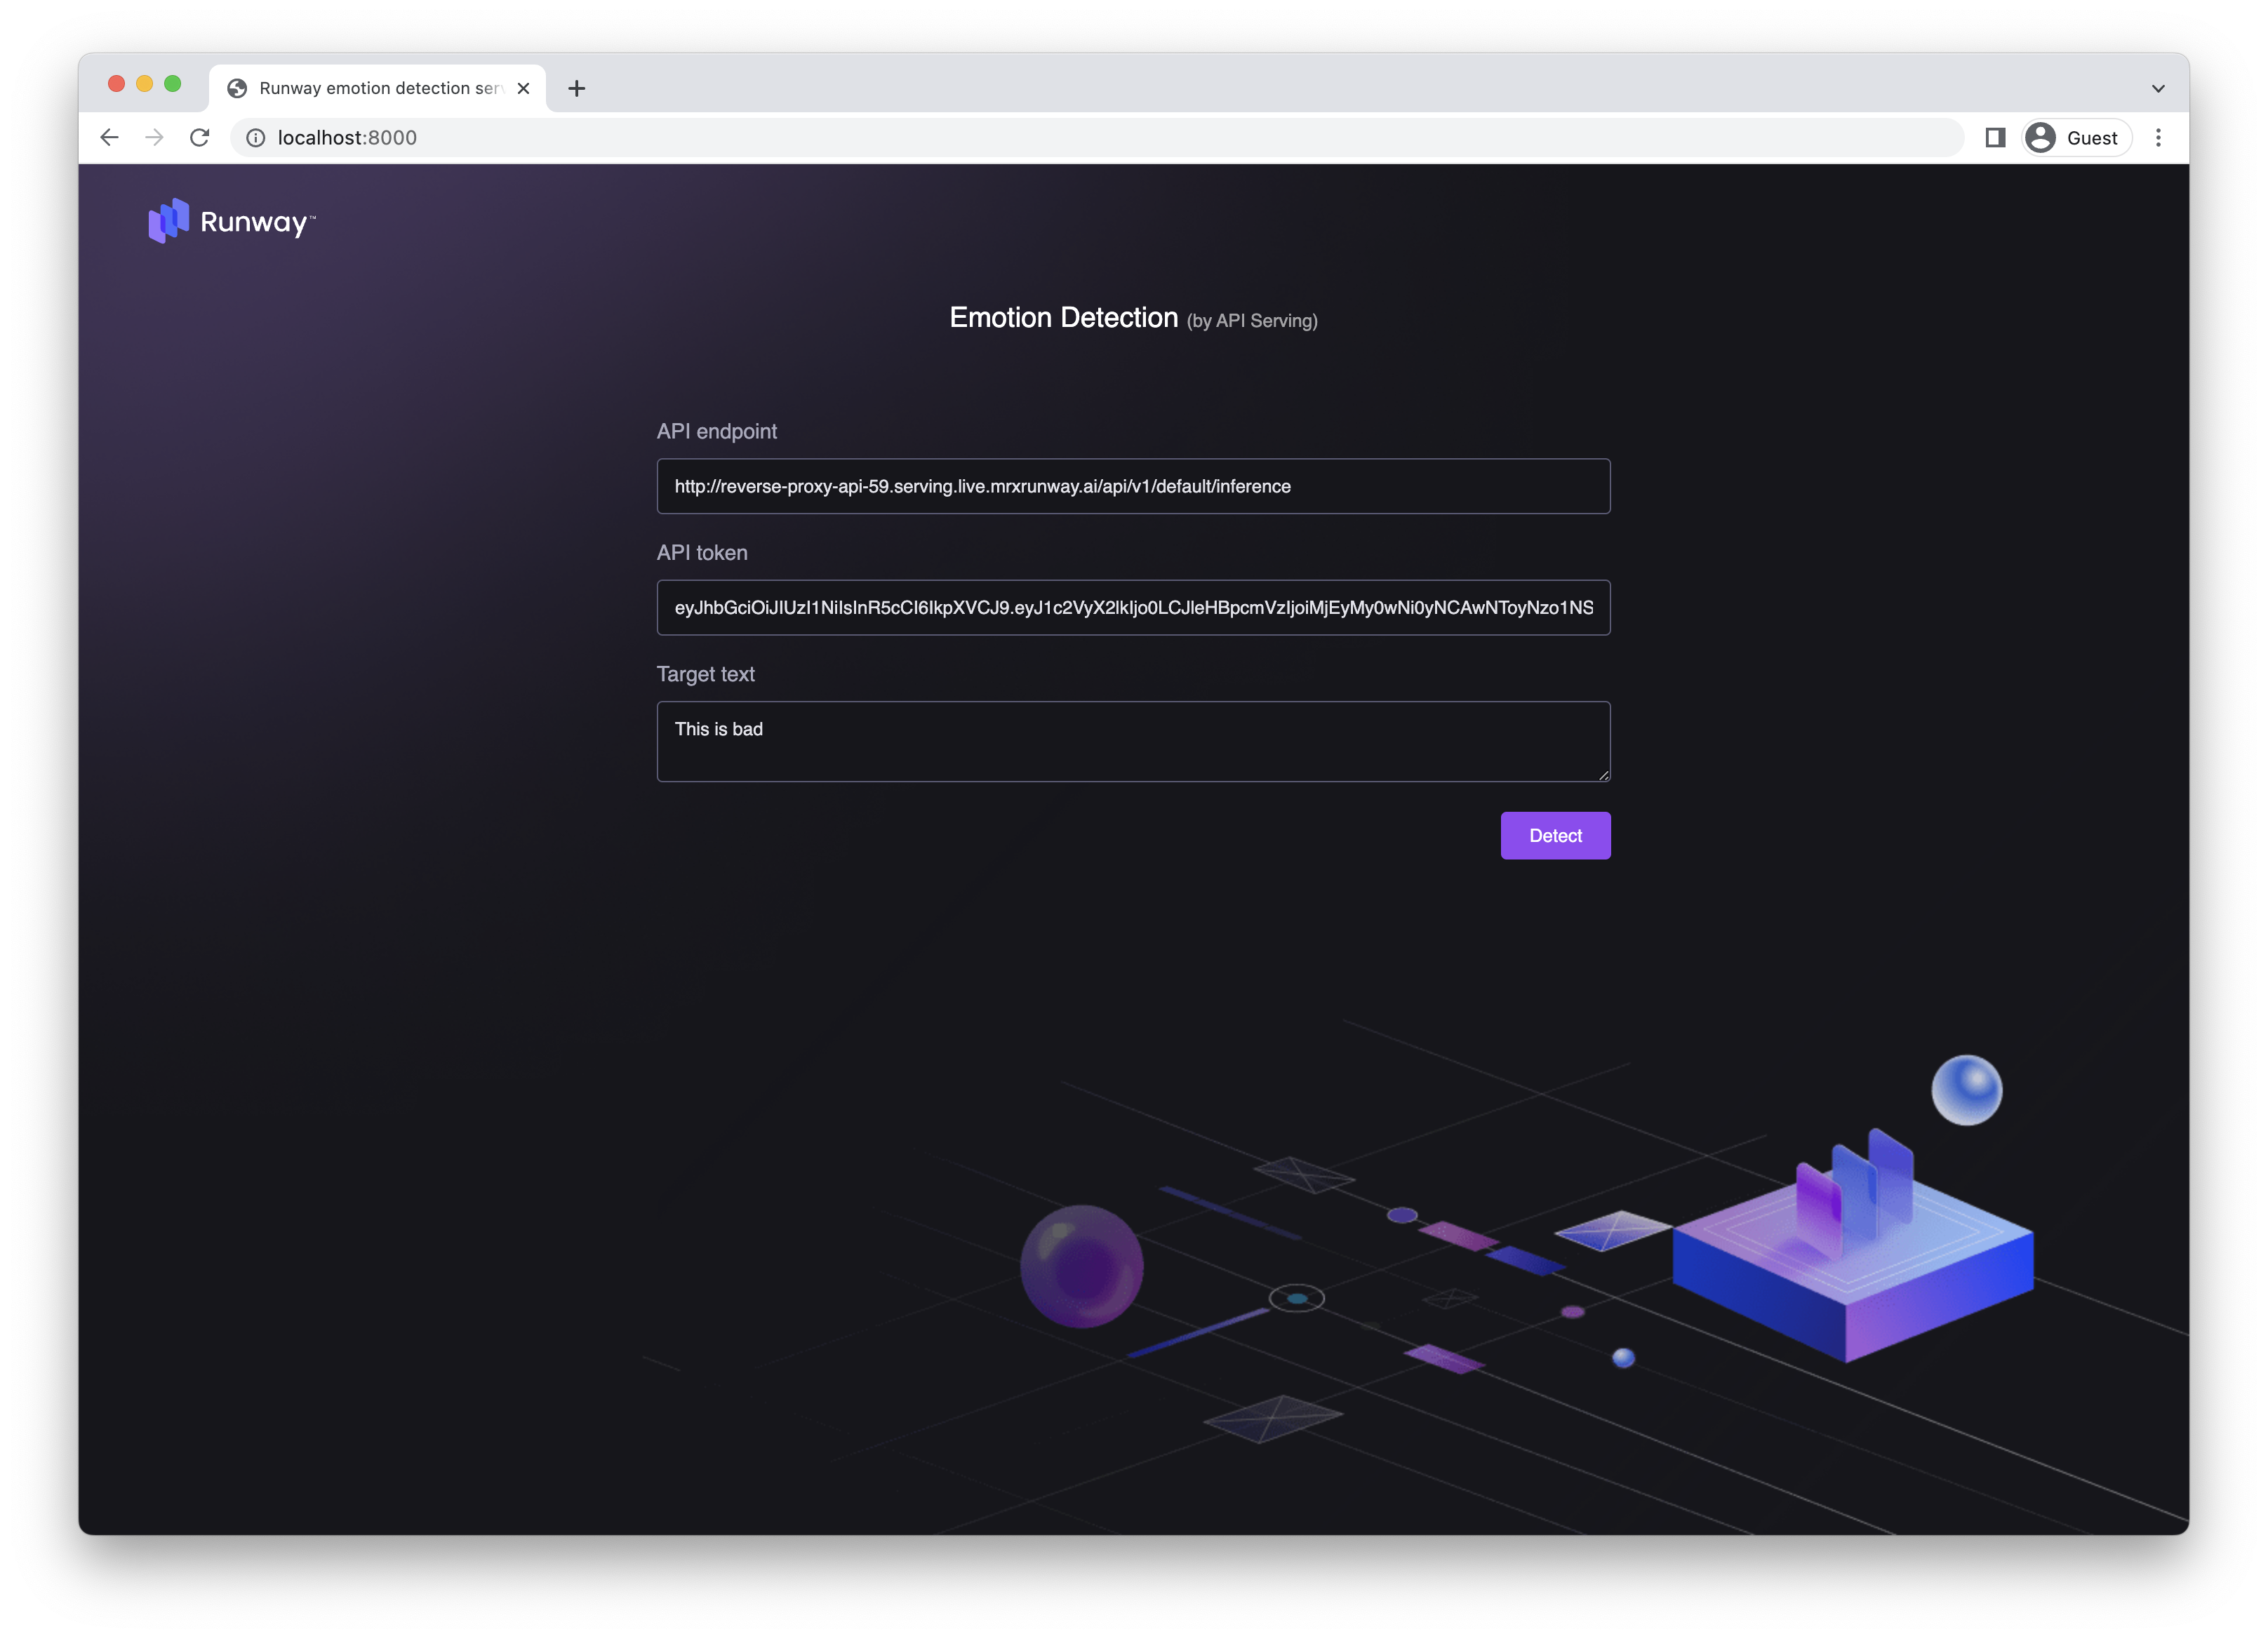 Runway emotion detection ser
localhost:8000
Guest
Runway™
Emotion Detection (by API Serving)
API endpoint
http://reverse-proxy-api-59.serving.live.mrxrunway.ai/api/v1/default/inference
API token
eyJhbGciOiJIUzI1NiIsInR5cCI6IkpXVCJ9.eyJ1c2VyX2lkIjo0LCJleHBpcmVzIjoiMjEyMy0wNi0yNCAwNToyNzo1NS
Target text
This is bad
Detect